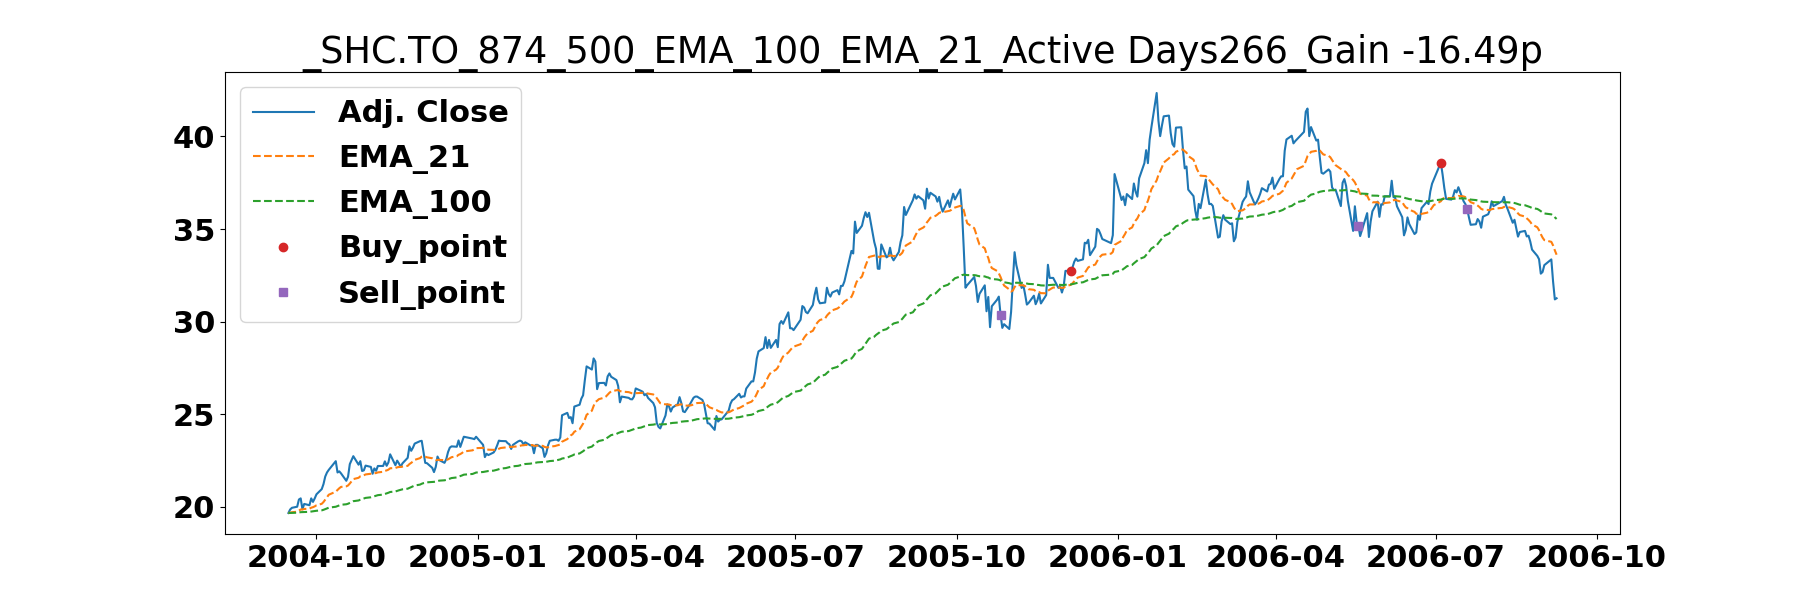 _SHC.TO_874_500_EMA_100_EMA_21_Active Days266_Gain -16.49p
Adj. Close
EMA_21
EMA_100
Buy_point
Sell_point
40
35
30
25
20
2004-10 2005-01 2005-04 2005-07 2005-10 2006-01 2006-04 2006-07 2006-10